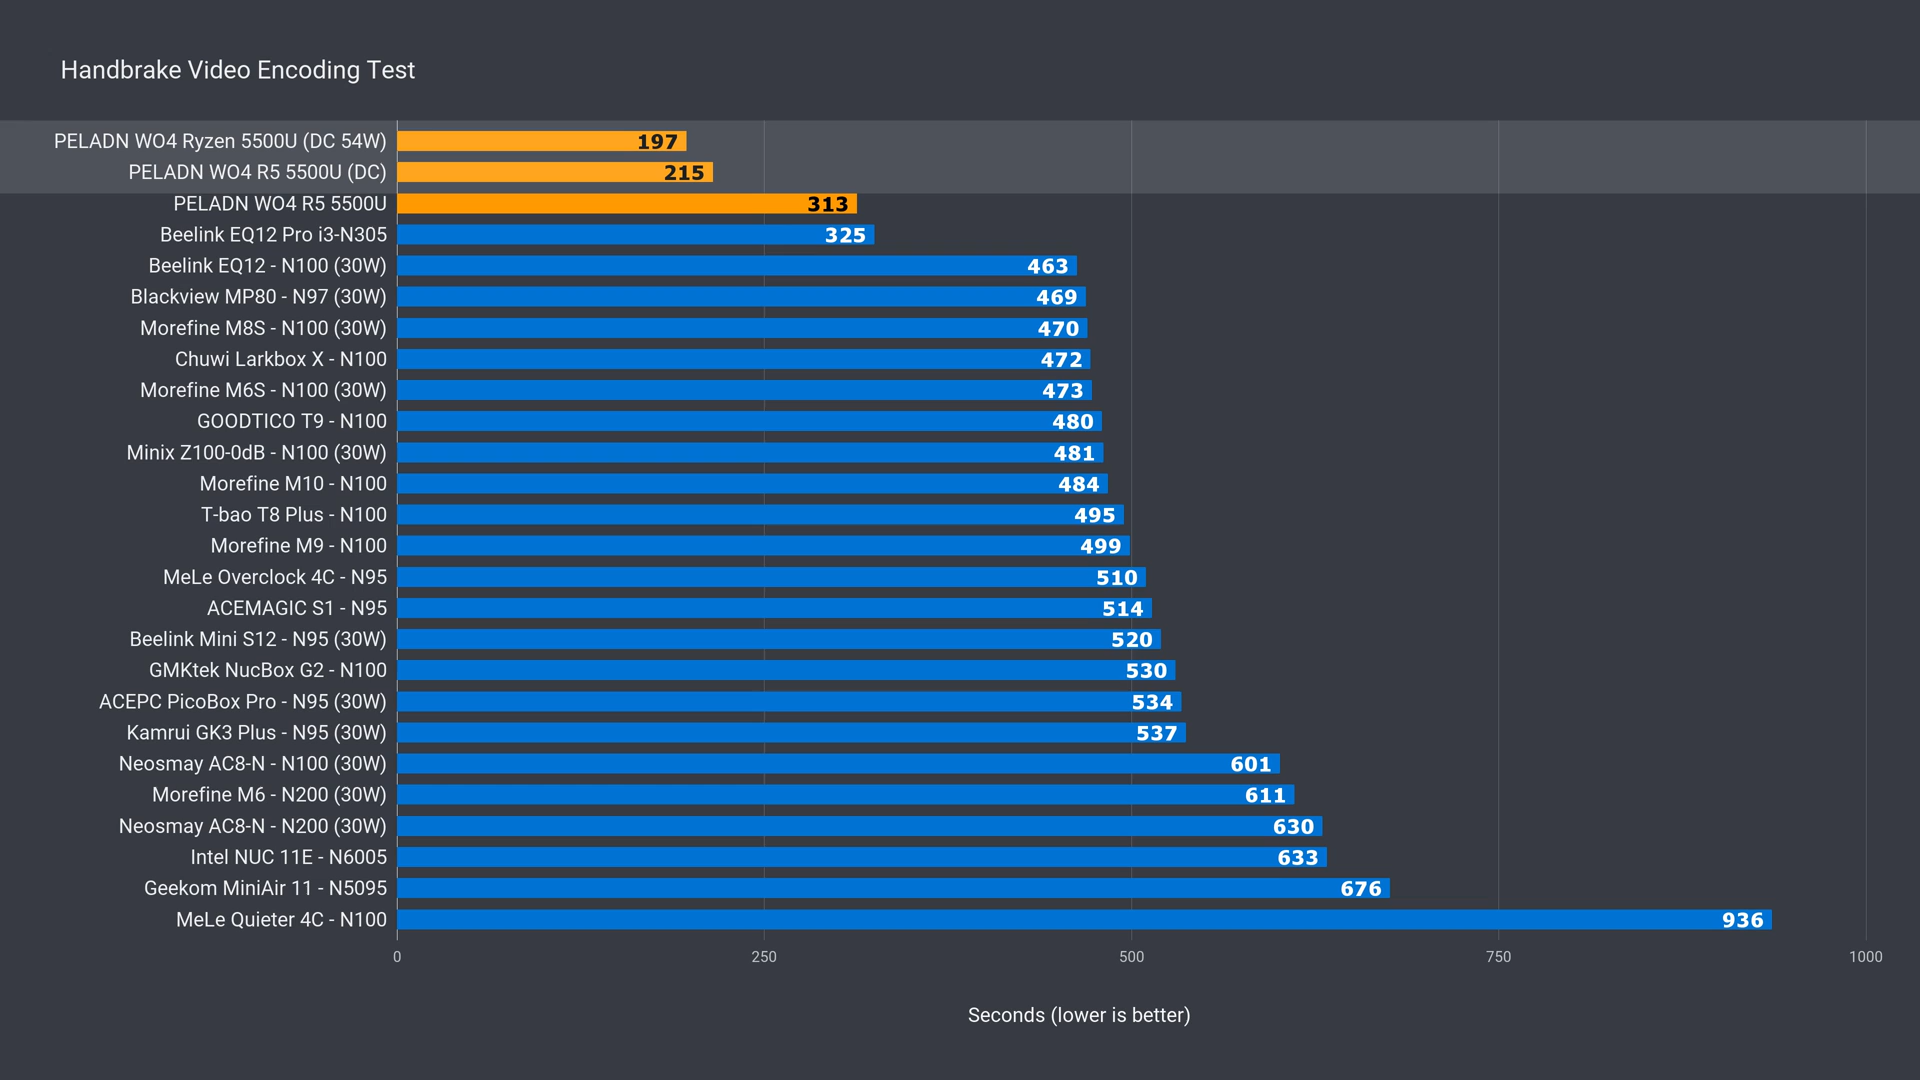 Handbrake Video Encoding Test
PELADN WO4 Ryzen 5500U (DC 54W) 197
PELADN WO4 R5 5500U (DC) 215
PELADN WO4 R5 5500U 313
Beelink EQ12 Pro i3-N305 325
Beelink EQ12 - N100 (30W) 463
Blackview MP80 - N97 (30W) 469
Morefine M8S - N100 (30W) 470
Chuwi Larkbox X - N100 472
Morefine M6S - N100 (30W) 473
GOODTICO T9 - N100 480
Minix Z100-0dB - N100 (30W) 481
Morefine M10 - N100 484
T-bao T8 Plus - N100 495
Morefine M9 - N100 499
MeLe Overclock 4C - N95 510
ACEMAGIC S1 - N95 514
Beelink Mini S12 - N95 (30W) 520
GMKtek NucBox G2 - N100 530
ACEPC PicoBox Pro - N95 (30W) 534
Kamrui GK3 Plus - N95 (30W) 537
Neosmay AC8-N - N100 (30W) 601
Morefine M6 - N200 (30W) 611
Neosmay AC8-N - N200 (30W) 630
Intel NUC 11E - N6005 633
Geekom MiniAir 11 - N5095 676
MeLe Quieter 4C - N100 936
0 250 500 750 1000
Seconds (lower is better)